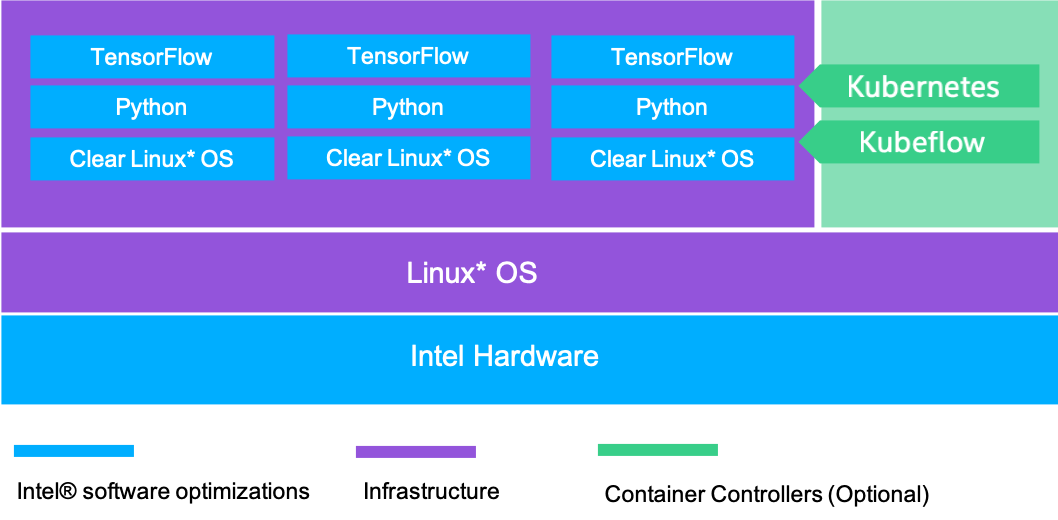 TensorFlow
TensorFlow
TensorFlow
Kubernetes
Python
Python
Python
Kubeflow
Clear Linux* OS
Clear Linux* OS
Clear Linux* OS
Linux* OS
Intel Hardware
Intel® software optimizations
Infrastructure
Container Controllers (Optional)